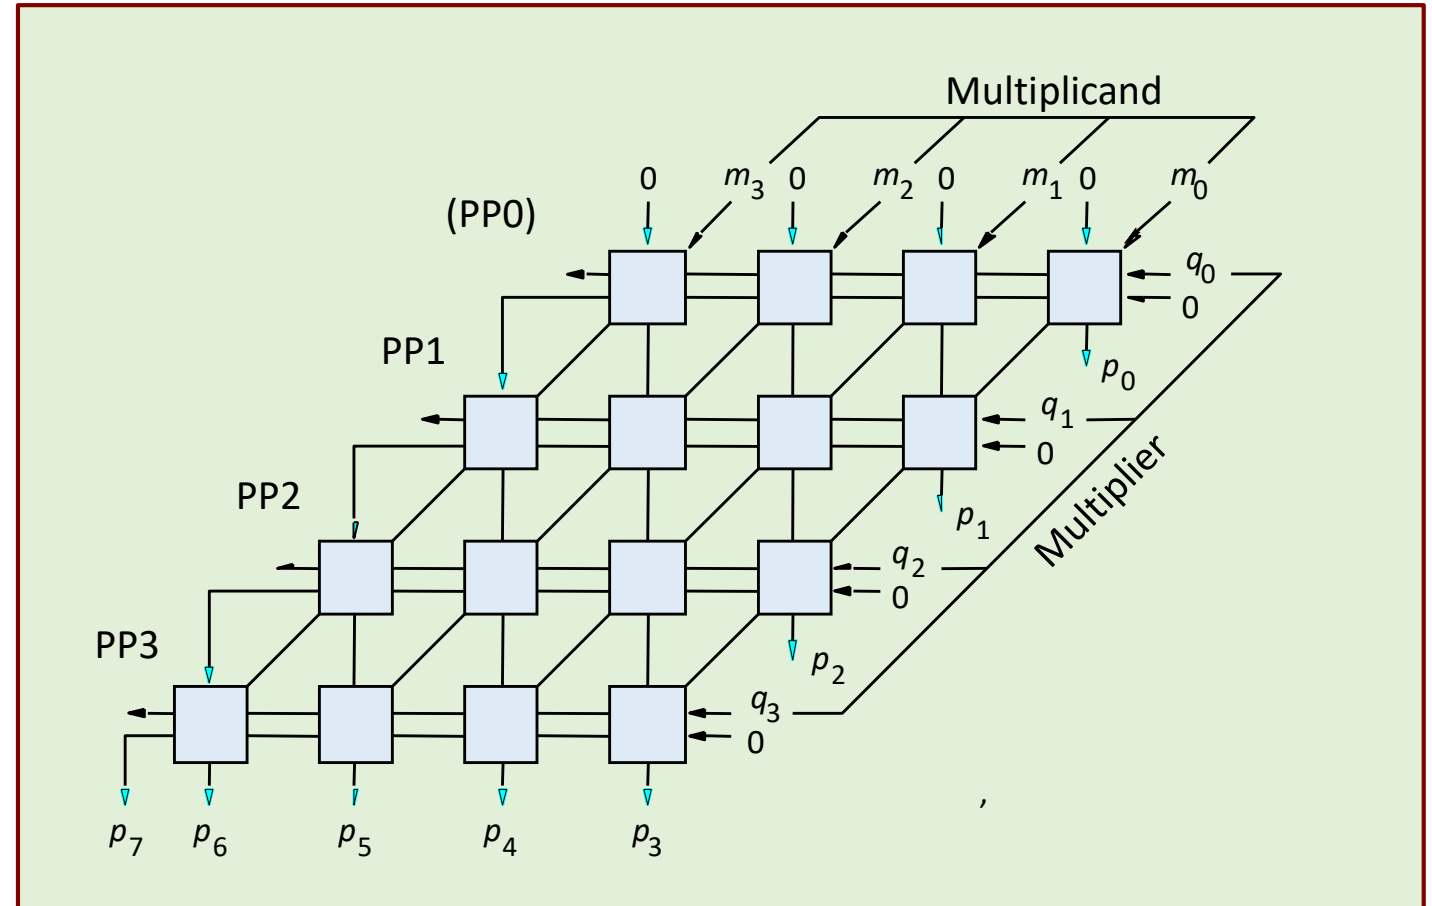 Multiplicand
0 m3 0 m2 0 m1 0 m0
(PP0)
q0
0
PP1
p0
q1
0
PP2
p1
Multiplier
q2
0
PP3
p2
q3
0
,
p7 p6 p5 p4 p3